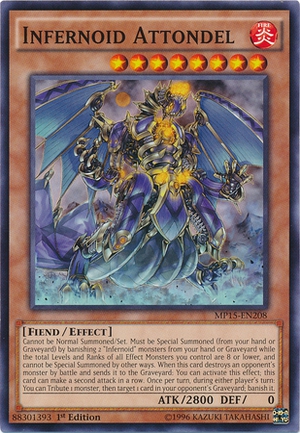 INFERNOID ATTONDEL
FIRE
炎
MP15-EN208
[FIEND / EFFECT]
Cannot be Normal Summoned/Set. Must be Special Summoned (from your hand or
Graveyard) by banishing 2 "Infernoid" monsters from your hand or Graveyard while
the total Levels and Ranks of all Effect Monsters you control are 8 or lower, and
cannot be Special Summoned by other ways. When this card destroys an opponent's
monster by battle and sends it to the Graveyard: You can activate this effect; this
card can make a second attack in a row. Once per turn, during either player's turn:
You can Tribute 1 monster, then target 1 card in your opponent's Graveyard; banish it.
ATK/2800 DEF/ 0
88301393 1st Edition
©1996 KAZUKI TAKAHASHI